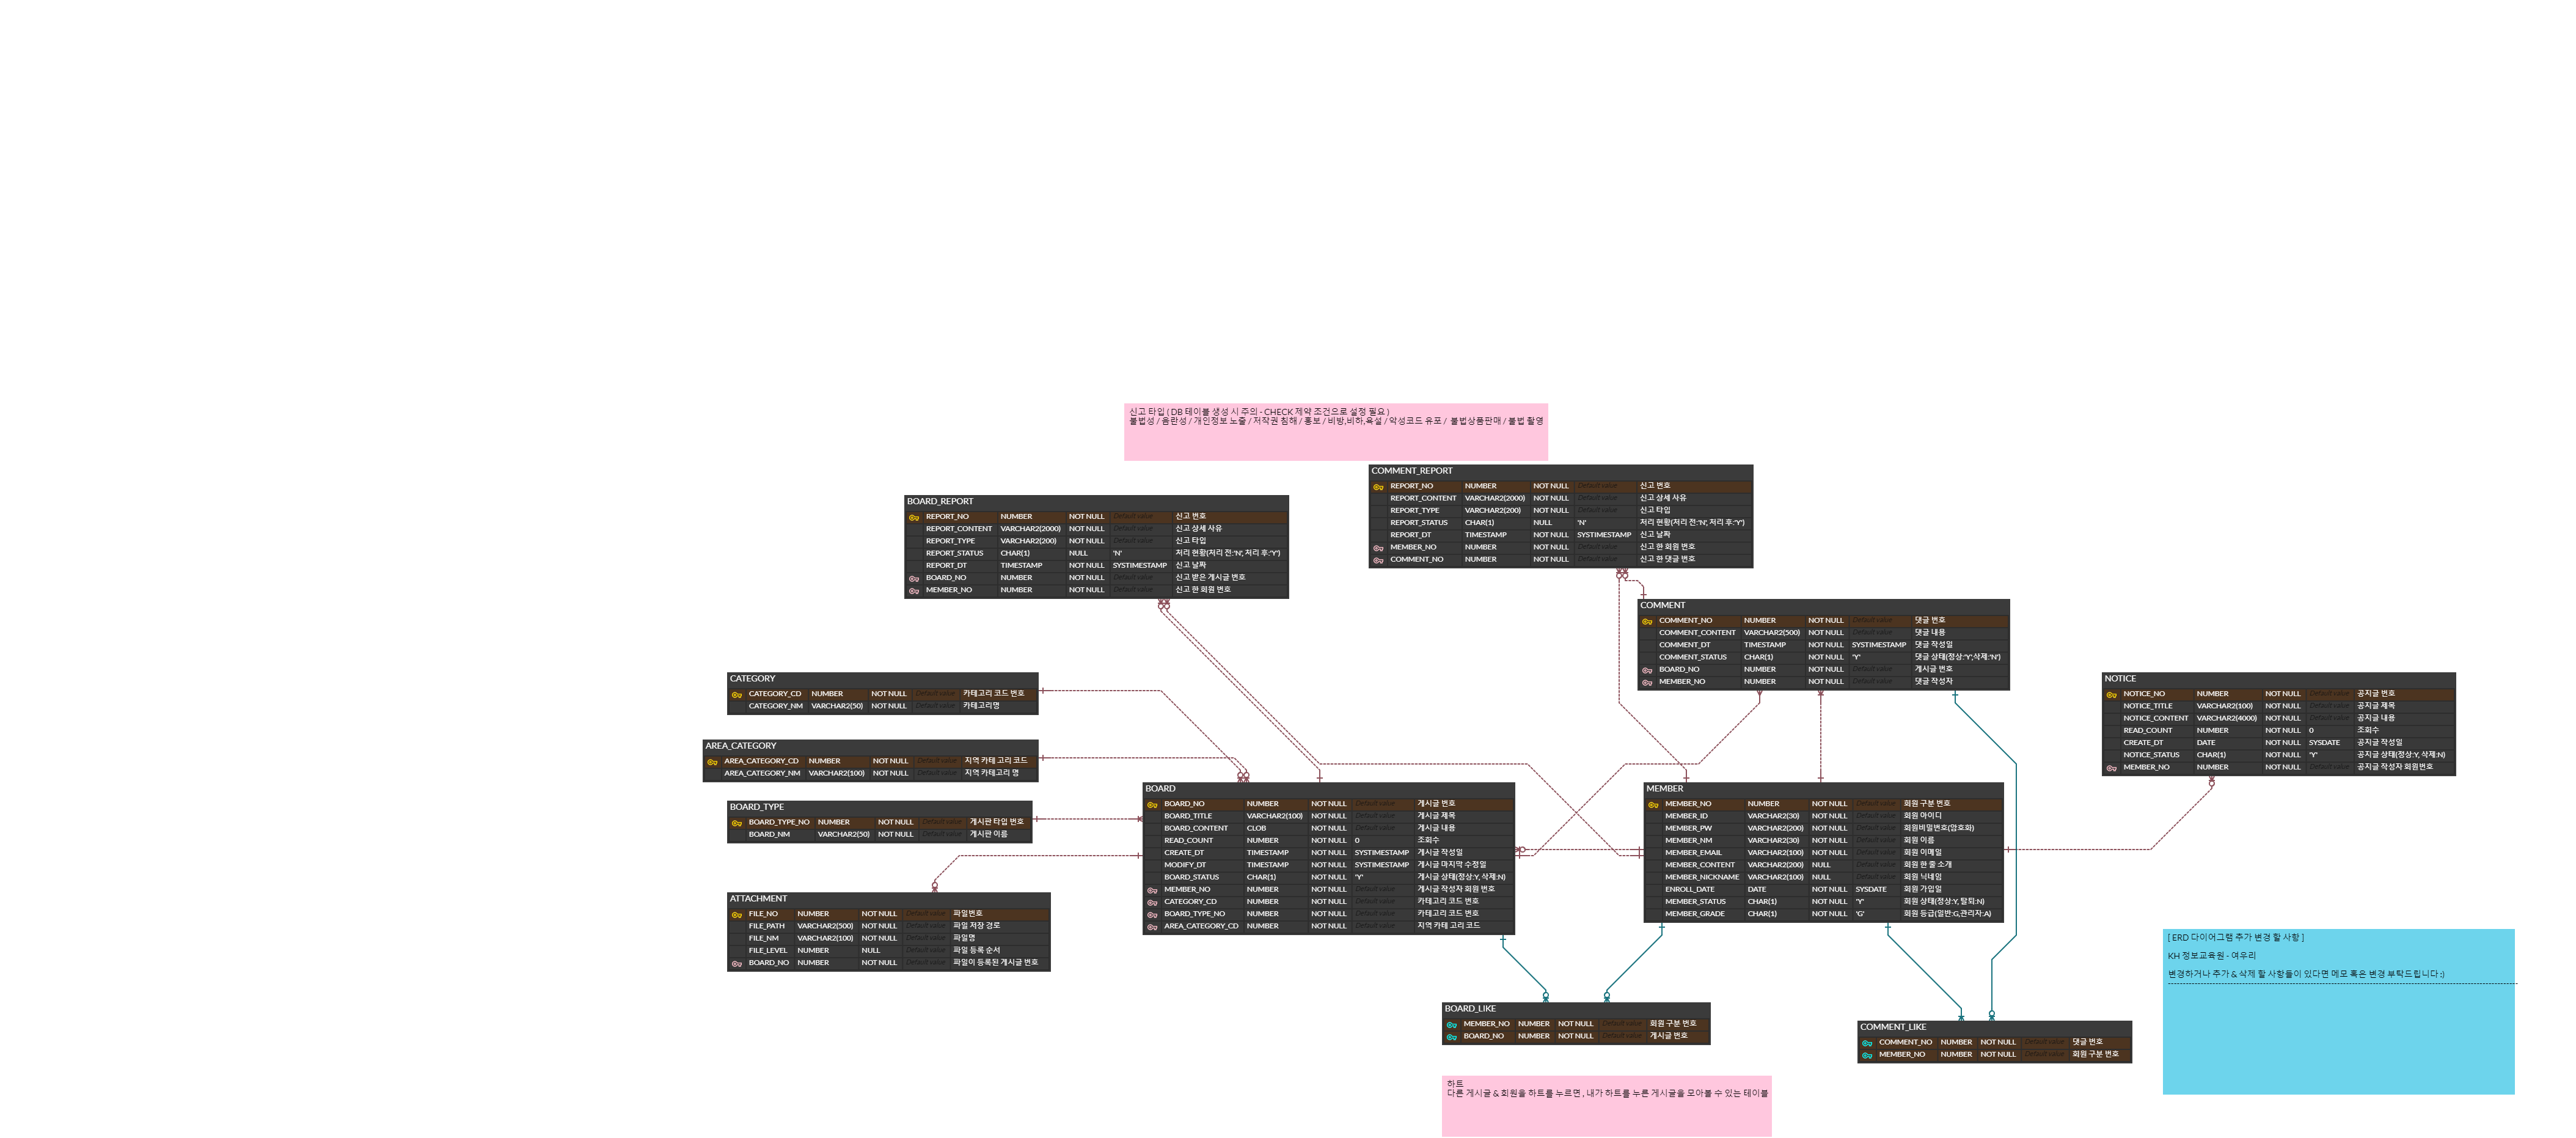 신고 타입 ( DB 테이블 생성 시 주의 - CHECK 제약 조건으로 설정 필요 )
불법성 / 음란성 / 개인정보 노출 / 저작권 침해 / 홍보 / 비방,비하,욕설 / 악성코드 유포 / 불법상품판매 / 불법 촬영
COMMENT_REPORT
REPORT_NO NUMBER NOT NULL Default value 신고 번호
REPORT_CONTENT VARCHAR2(2000) NOT NULL Default value 신고 상세 사유
REPORT_TYPE VARCHAR2(200) NOT NULL Default value 신고 타입
REPORT_STATUS CHAR(1) NULL 'N' 처리 현황(처리 전:'N', 처리 후:'Y')
REPORT_DT TIMESTAMP NOT NULL SYSTIMESTAMP 신고 날짜
MEMBER_NO NUMBER NOT NULL Default value 신고 한 회원 번호
COMMENT_NO NUMBER NOT NULL Default value 신고 한 댓글 번호
BOARD_REPORT
REPORT_NO NUMBER NOT NULL Default value 신고 번호
REPORT_CONTENT VARCHAR2(2000) NOT NULL Default value 신고 상세 사유
REPORT_TYPE VARCHAR2(200) NOT NULL Default value 신고 타입
REPORT_STATUS CHAR(1) NULL 'N' 처리 현황(처리 전:'N', 처리 후:'Y')
REPORT_DT TIMESTAMP NOT NULL SYSTIMESTAMP 신고 날짜
BOARD_NO NUMBER NOT NULL Default value 신고 받은 게시글 번호
MEMBER_NO NUMBER NOT NULL Default value 신고 한 회원 번호
COMMENT
COMMENT_NO NUMBER NOT NULL Default value 댓글 번호
COMMENT_CONTENT VARCHAR2(500) NOT NULL Default value 댓글 내용
COMMENT_DT TIMESTAMP NOT NULL SYSTIMESTAMP 댓글 작성일
COMMENT_STATUS CHAR(1) NOT NULL 'Y' 댓글 상태(정상:'Y',삭제:'N')
BOARD_NO NUMBER NOT NULL Default value 게시글 번호
MEMBER_NO NUMBER NOT NULL Default value 댓글 작성자
CATEGORY
CATEGORY_CD NUMBER NOT NULL Default value 카테고리 코드 번호
CATEGORY_NM VARCHAR2(50) NOT NULL Default value 카테고리명
NOTICE
NOTICE_NO NUMBER NOT NULL Default value 공지글 번호
NOTICE_TITLE VARCHAR2(100) NOT NULL Default value 공지글 제목
NOTICE_CONTENT VARCHAR2(4000) NOT NULL Default value 공지글 내용
READ_COUNT NUMBER NOT NULL 0 조회수
CREATE_DT DATE NOT NULL SYSDATE 공지글 작성일
NOTICE_STATUS CHAR(1) NOT NULL 'Y' 공지글 상태(정상:Y, 삭제:N)
MEMBER_NO NUMBER NOT NULL Default value 공지글 작성자 회원번호
AREA_CATEGORY
AREA_CATEGORY_CD NUMBER NOT NULL Default value 지역 카테 고리 코드
AREA_CATEGORY_NM VARCHAR2(100) NOT NULL Default value 지역 카테고리 명
BOARD_TYPE
BOARD_TYPE_NO NUMBER NOT NULL Default value 게시판 타입 번호
BOARD_NM VARCHAR2(50) NOT NULL Default value 게시판 이름
BOARD
BOARD_NO NUMBER NOT NULL Default value 게시글 번호
BOARD_TITLE VARCHAR2(100) NOT NULL Default value 게시글 제목
BOARD_CONTENT CLOB NOT NULL Default value 게시글 내용
READ_COUNT NUMBER NOT NULL 0 조회수
CREATE_DT TIMESTAMP NOT NULL SYSTIMESTAMP 게시글 작성일
MODIFY_DT TIMESTAMP NOT NULL SYSTIMESTAMP 게시글 마지막 수정일
BOARD_STATUS CHAR(1) NOT NULL 'Y' 게시글 상태(정상:Y, 삭제:N)
MEMBER_NO NUMBER NOT NULL Default value 게시글 작성자 회원 번호
CATEGORY_CD NUMBER NOT NULL Default value 카테고리 코드 번호
BOARD_TYPE_NO NUMBER NOT NULL Default value 카테고리 코드 번호
AREA_CATEGORY_CD NUMBER NOT NULL Default value 지역 카테 고리 코드
MEMBER
MEMBER_NO NUMBER NOT NULL Default value 회원 구분 번호
MEMBER_ID VARCHAR2(30) NOT NULL Default value 회원 아이디
MEMBER_PW VARCHAR2(200) NOT NULL Default value 회원비밀번호(암호화)
MEMBER_NM VARCHAR2(30) NOT NULL Default value 회원 이름
MEMBER_EMAIL VARCHAR2(100) NOT NULL Default value 회원 이메일
MEMBER_CONTENT VARCHAR2(200) NULL Default value 회원 한 줄 소개
MEMBER_NICKNAME VARCHAR2(100) NULL Default value 회원 닉네임
ENROLL_DATE DATE NOT NULL SYSDATE 회원 가입일
MEMBER_STATUS CHAR(1) NOT NULL 'Y' 회원 상태(정상:Y, 탈퇴:N)
MEMBER_GRADE CHAR(1) NOT NULL 'G' 회원 등급(일반:G,관리자:A)
ATTACHMENT
FILE_NO NUMBER NOT NULL Default value 파일번호
FILE_PATH VARCHAR2(500) NOT NULL Default value 파일 저장 경로
FILE_NM VARCHAR2(100) NOT NULL Default value 파일명
FILE_LEVEL NUMBER NULL Default value 파일 등록 순서
BOARD_NO NUMBER NOT NULL Default value 파일이 등록된 게시글 번호
[ ERD 다이어그램 추가 변경 할 사항 ]
KH 정보교육원 - 여우리
변경하거나 추가 & 삭제 할 사항들이 있다면 메모 혹은 변경 부탁드립니다 :)
BOARD_LIKE
MEMBER_NO NUMBER NOT NULL Default value 회원 구분 번호
BOARD_NO NUMBER NOT NULL Default value 게시글 번호
COMMENT_LIKE
COMMENT_NO NUMBER NOT NULL Default value 댓글 번호
MEMBER_NO NUMBER NOT NULL Default value 회원 구분 번호
하트
다른 게시글 & 회원을 하트를 누르면 , 내가 하트를 누른 게시글을 모아볼 수 있는 테이블